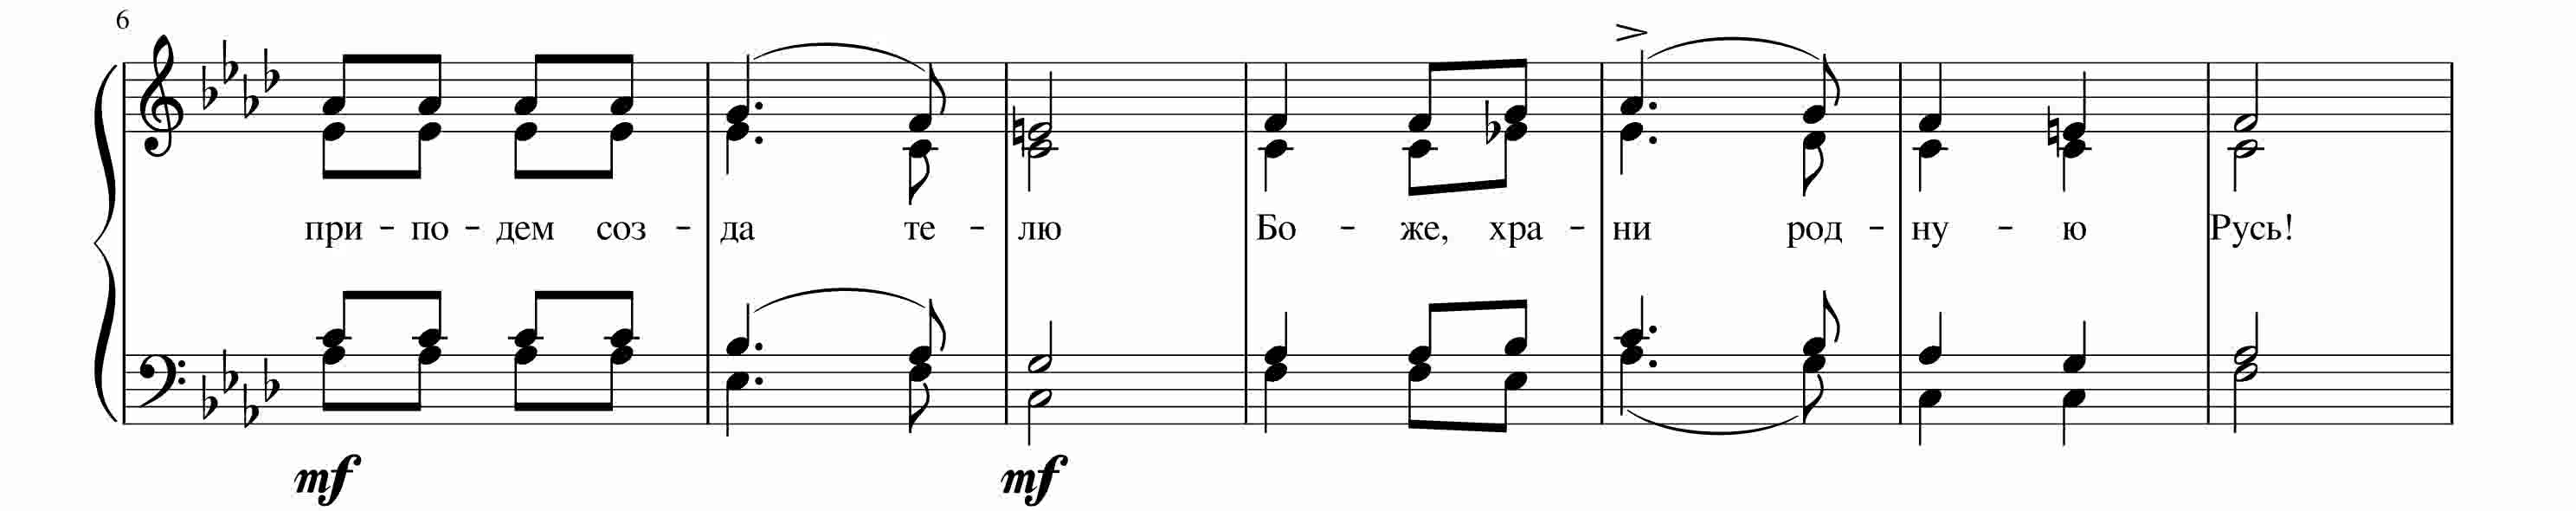 6
при - по - дем соз - да те - лю Бо - же, хра - ни род - ну - ю Русь!
mf mf